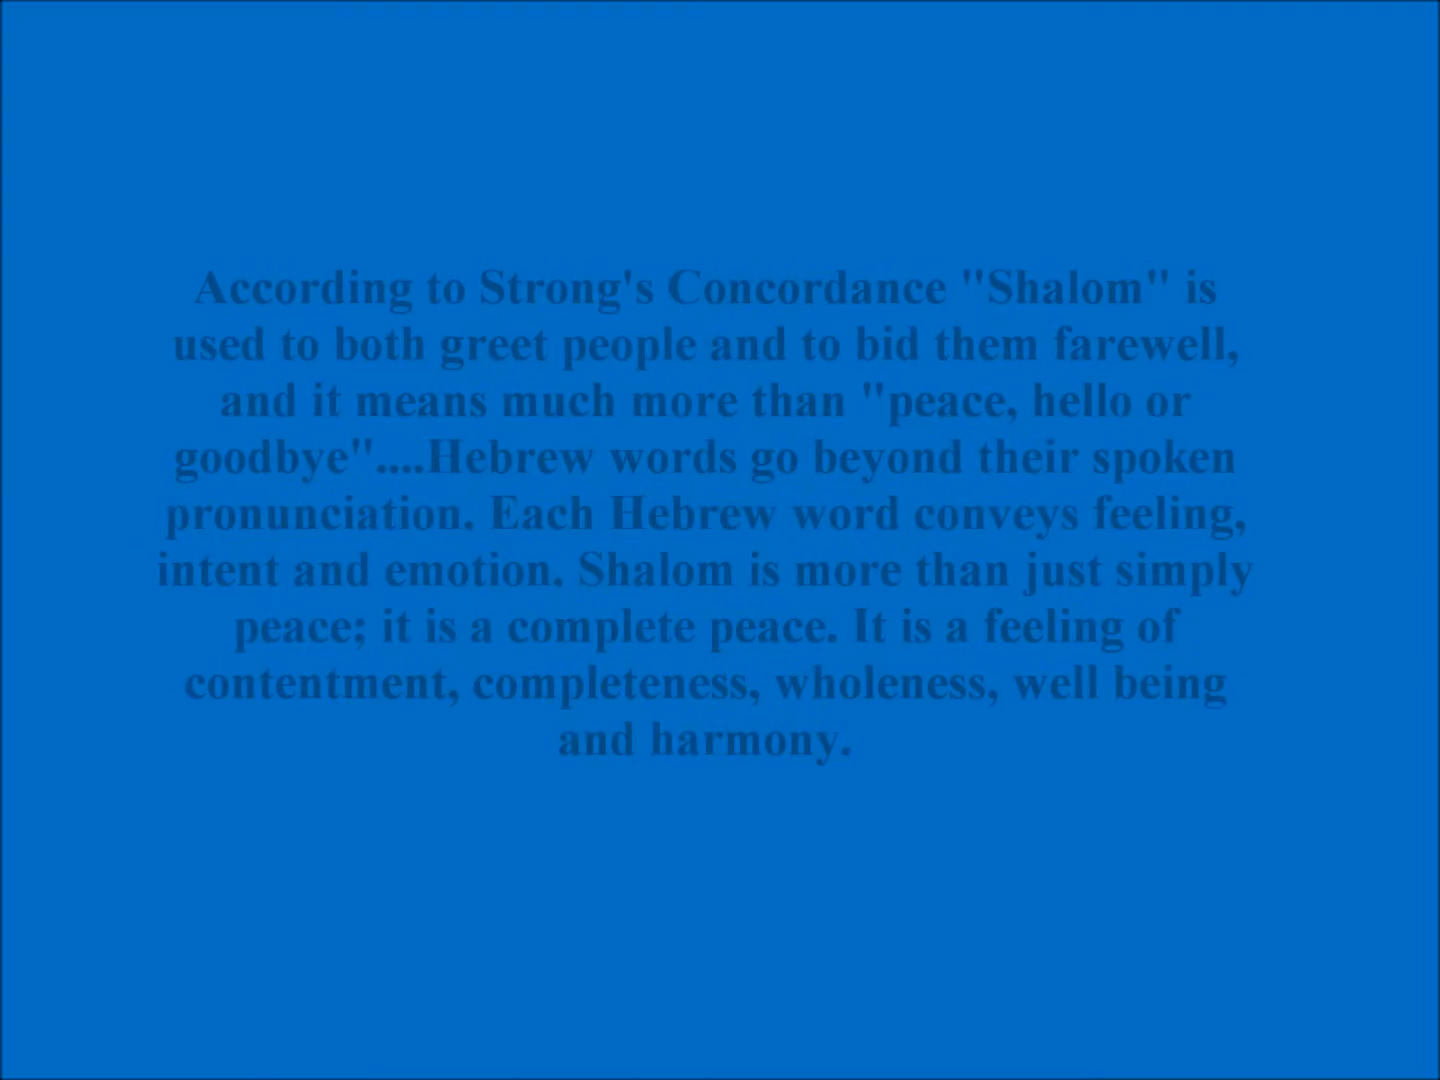 According to Strong's Concordance "Shalom" is
used to both greet people and to bid them farewell,
and it means much more than "peace, hello or
goodbye"....Hebrew words go beyond their spoken
pronunciation. Each Hebrew word conveys feeling,
intent and emotion. Shalom is more than just simply
peace; it is a complete peace. It is a feeling of
contentment, completeness, wholeness, well being
and harmony.